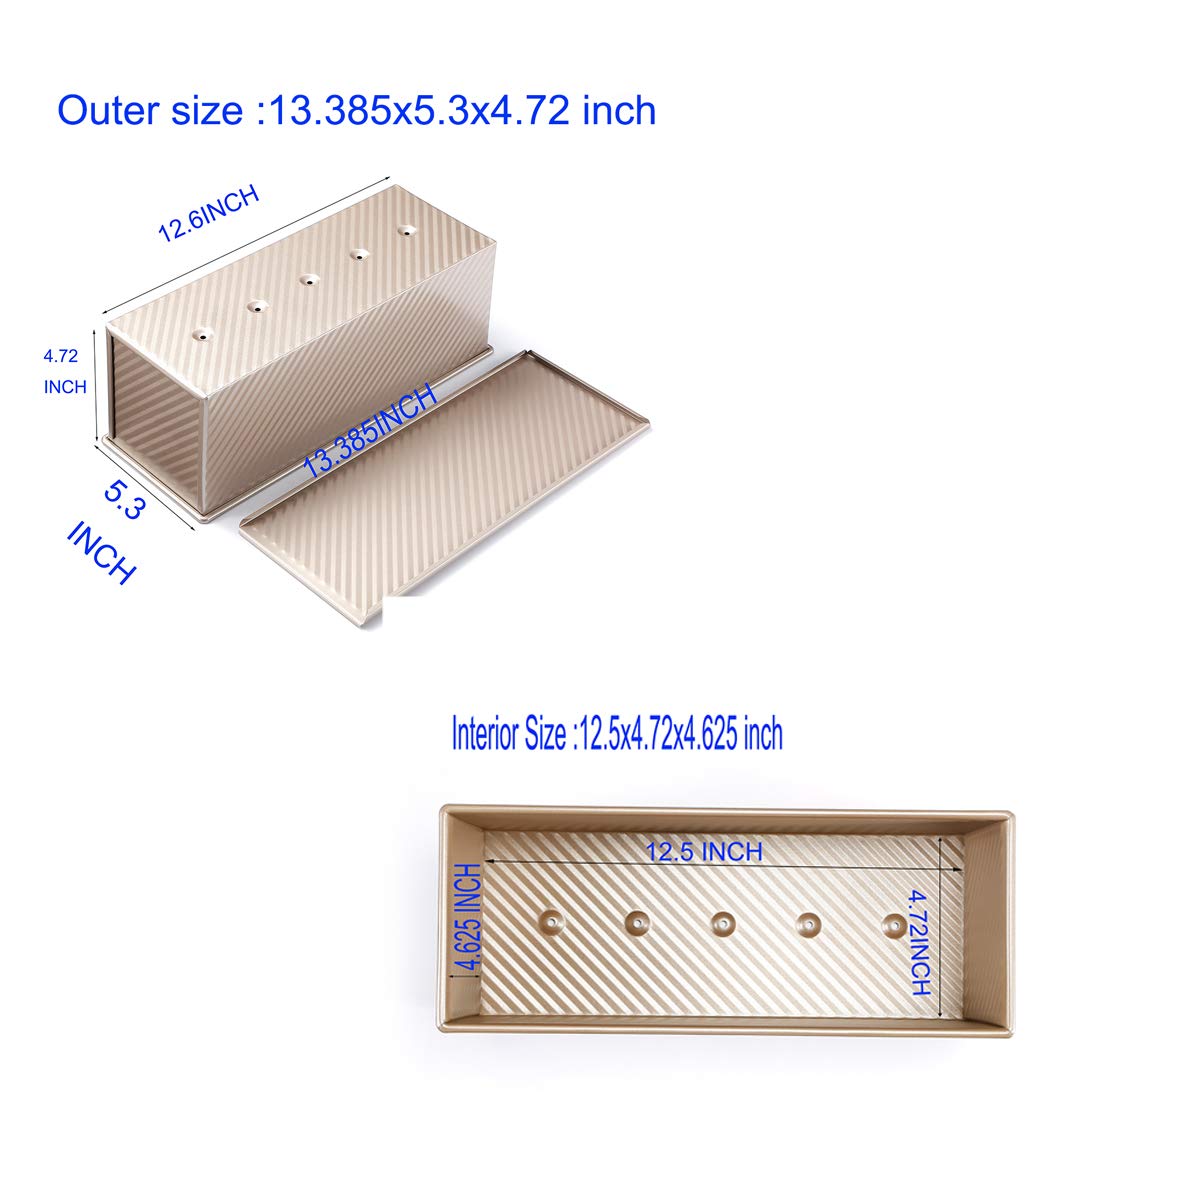 Outer size :13.385x5.3x4.72 inch
12.6INCH
4.72
INCH
13.385INCH
5.3
INCH
Interior Size :12.5x4.72x4.625 inch
12.5 INCH
4.625 INCH
4.72INCH